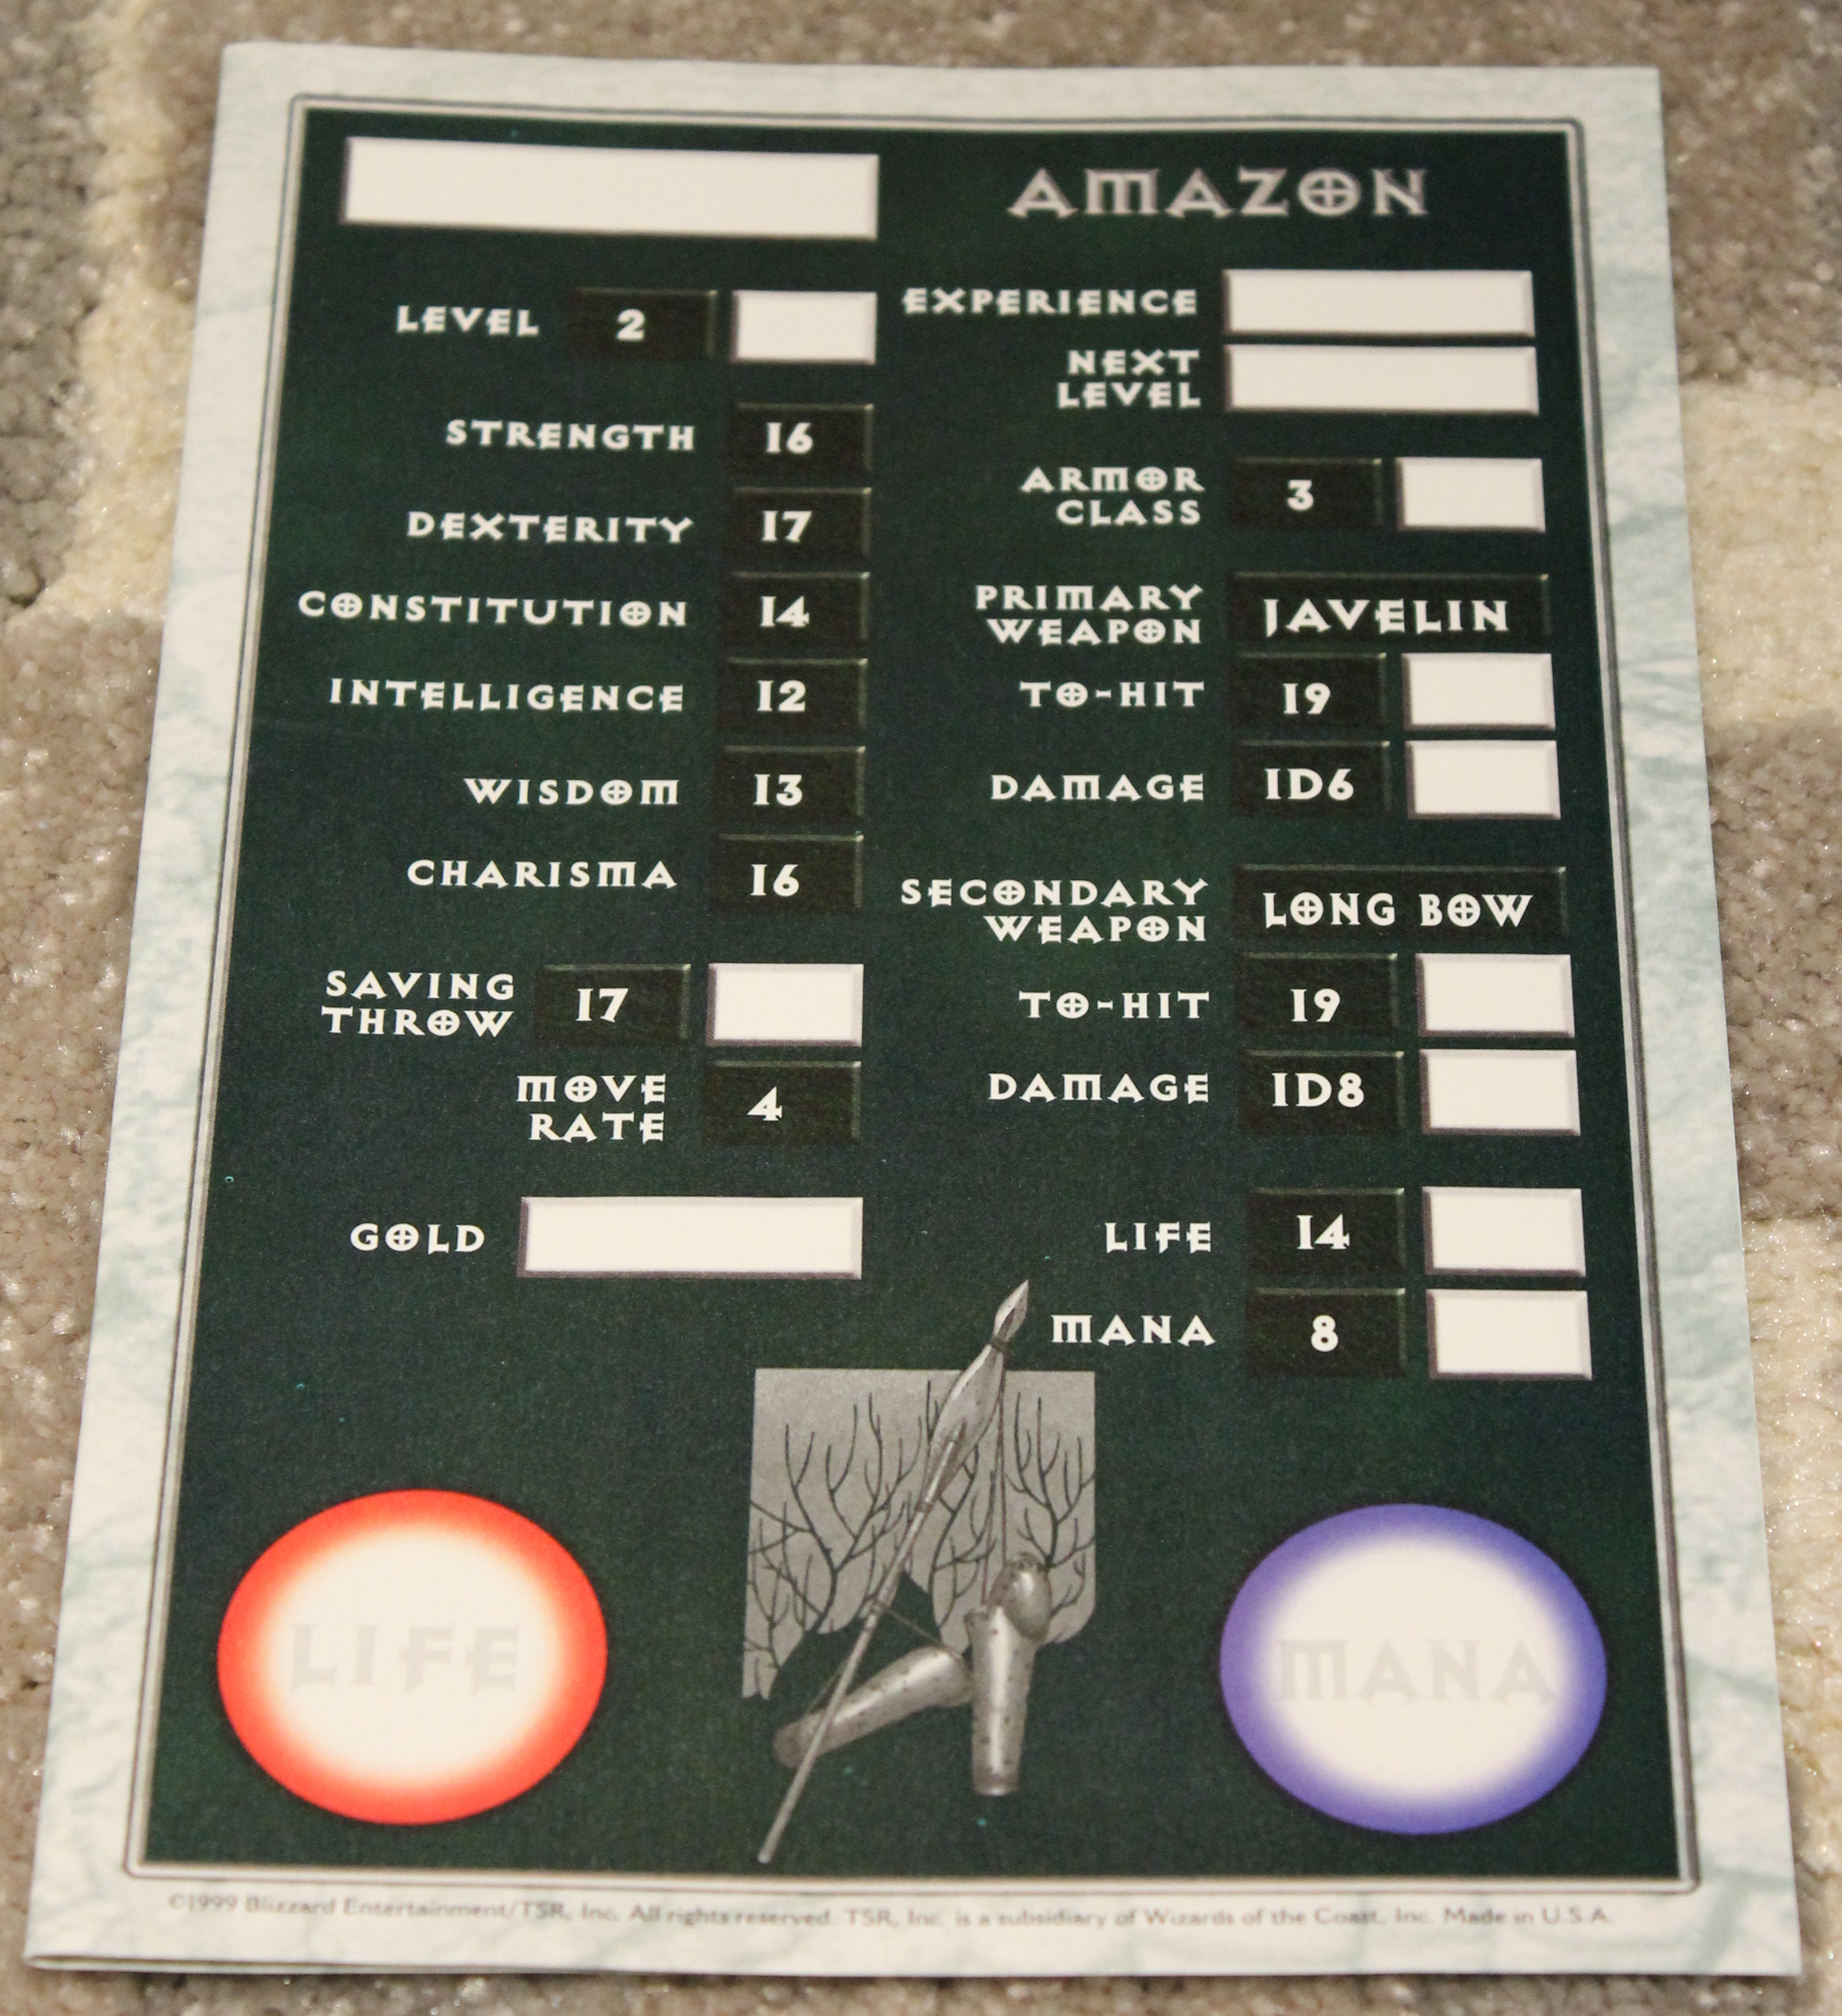 AMAZON
LEVEL 2
STRENGTH 16
DEXTERITY 17
CONSTITUTION 14
INTELLIGENCE 12
WISDOM 13
CHARISMA 16
SAVING
THROW 17
MOVE
RATE 4
GOLD
EXPERIENCE
NEXT
LEVEL
ARMOR
CLASS 3
PRIMARY
WEAPON JAVELIN
TO-HIT 19
DAMAGE 1D6
SECONDARY
WEAPON LONG BOW
TO-HIT 19
DAMAGE 1D8
LIFE 14
MANA 8
LIFE
MANA
©1999 Blizzard Entertainment/TSR, Inc. All rights reserved. TSR, Inc. is a subsidiary of Wizards of the Coast, Inc. Made in U.S.A.